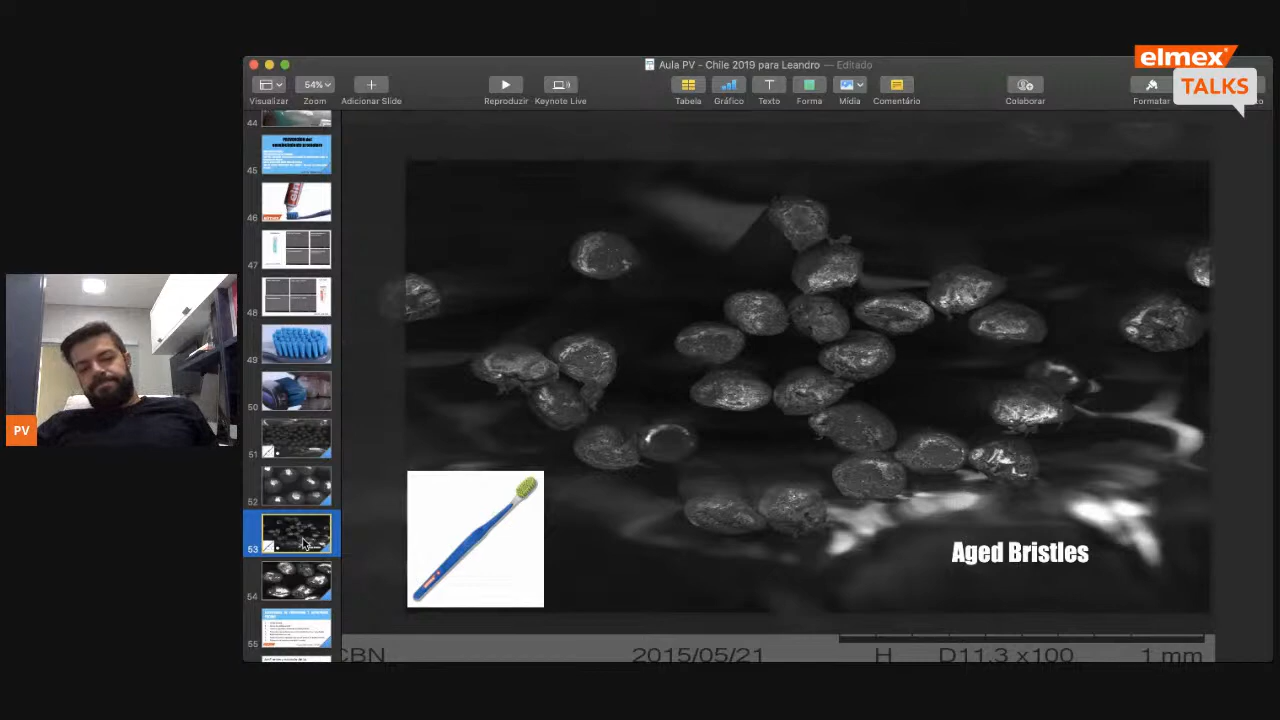 elmex
TALKS
Aula PV - Chile 2019 para Leandro — Editado
54%
Visualizar
Zoom
Adicionar Slide
Reproduzir
Keynote Live
Tabela
Gráfico
Texto
Forma
Mídia
Comentário
Colaborar
Formatar
44
45
46
47
48
49
50
51
52
53
54
55
PV
Aged Bristles
CBN
2015/05/21
H
D11.3 x100
1 mm